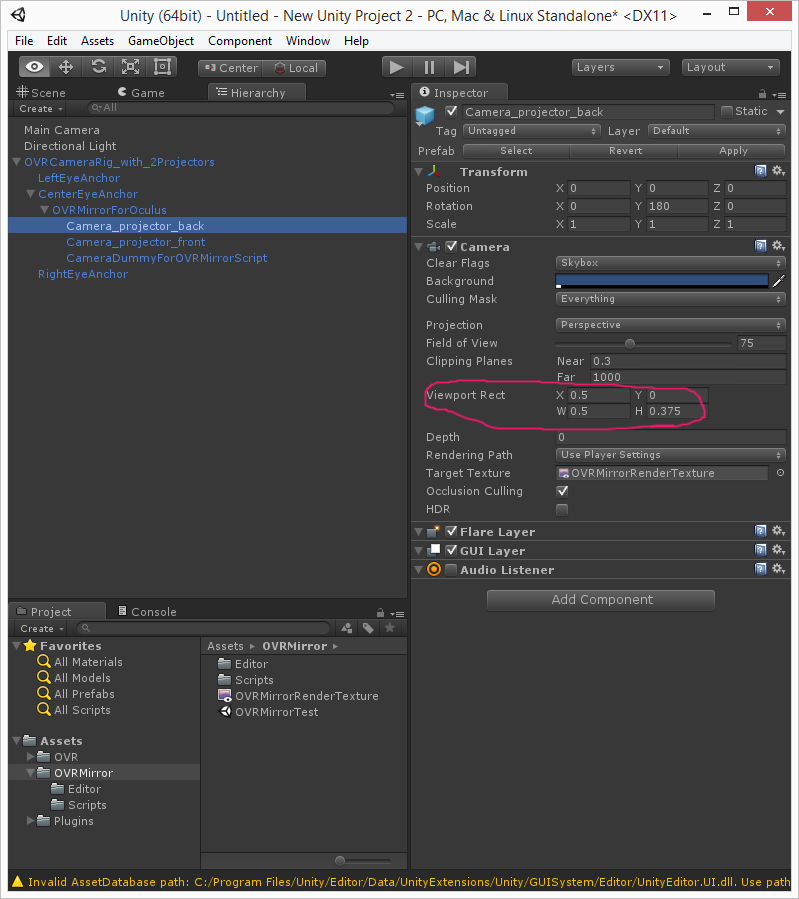 Unity (64bit) - Untitled - New Unity Project 2 - PC, Mac & Linux Standalone* <DX11>
File Edit Assets GameObject Component Window Help
Center Local Layers Layout
Scene Game Hierarchy
Create All
Main Camera
Directional Light
OVRCameraRig_with_2Projectors
LeftEyeAnchor
CenterEyeAnchor
OVRMirrorForOculus
Camera_projector_back
Camera_projector_front
CameraDummyForOVRMirrorScript
RightEyeAnchor
Inspector
Camera_projector_back Static
Tag Untagged Layer Default
Prefab Select Revert Apply
Transform
Position X 0 Y 0 Z 0
Rotation X 0 Y 180 Z 0
Scale X 1 Y 1 Z 1
Camera
Clear Flags Skybox
Background
Culling Mask Everything
Projection Perspective
Field of View 75
Clipping Planes Near 0.3
Far 1000
Viewport Rect X 0.5 Y 0
W 0.5 H 0.375
Depth 0
Rendering Path Use Player Settings
Target Texture OVRMirrorRenderTexture
Occlusion Culling
HDR
Flare Layer
GUI Layer
Audio Listener
Add Component
Project Console
Create
Favorites
All Materials
All Models
All Prefabs
All Scripts
Assets
OVR
OVRMirror
Editor
Scripts
Plugins
Assets OVRMirror
Editor
Scripts
OVRMirrorRenderTexture
OVRMirrorTest
Invalid AssetDatabase path: C:/Program Files/Unity/Editor/Data/UnityExtensions/Unity/GUISystem/Editor/UnityEditor.UI.dll. Use path